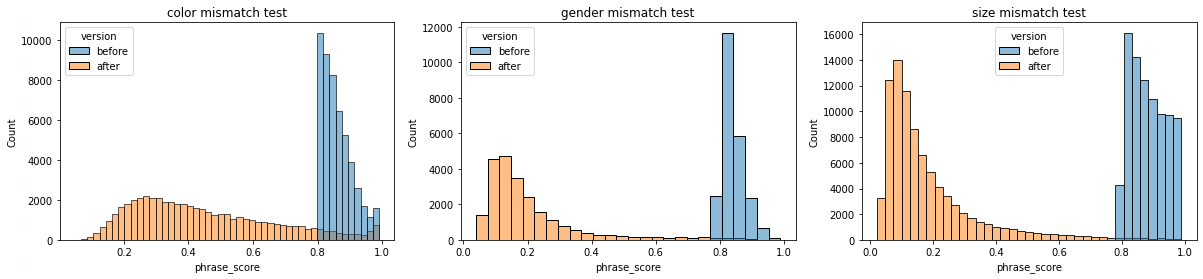 color mismatch test
version
before
after
10000
8000
6000
4000
2000
0
Count
0.2 0.4 0.6 0.8 1.0
phrase_score
gender mismatch test
version
before
after
12000
10000
8000
6000
4000
2000
0
Count
0.0 0.2 0.4 0.6 0.8 1.0
phrase_score
size mismatch test
version
before
after
16000
14000
12000
10000
8000
6000
4000
2000
0
Count
0.0 0.2 0.4 0.6 0.8 1.0
phrase_score